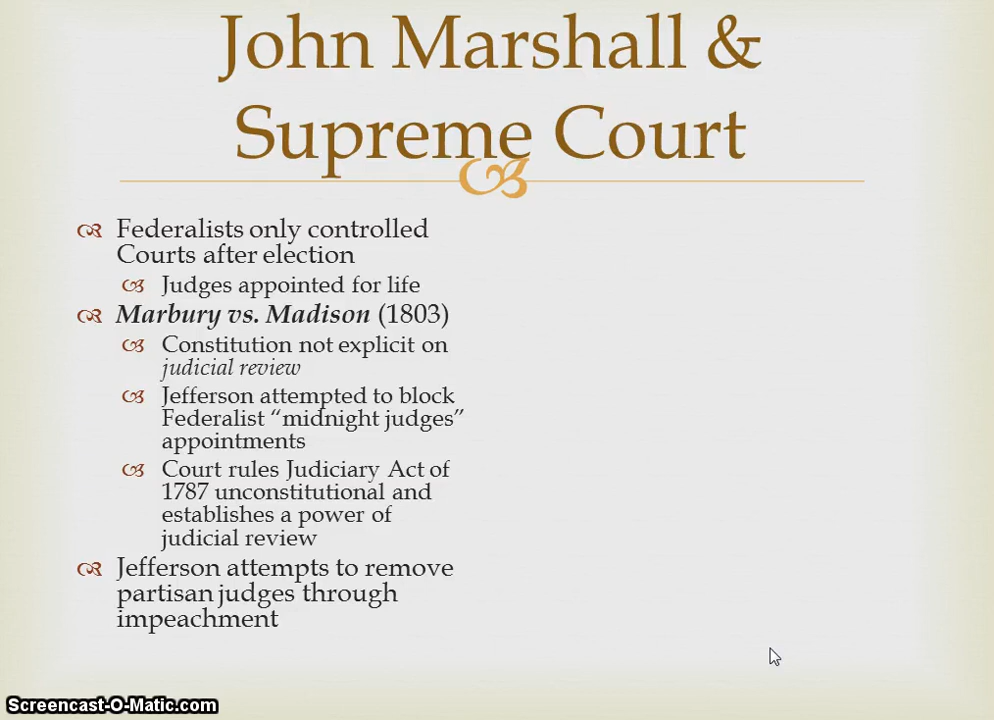 John Marshall &
Supreme Court
Federalists only controlled
Courts after election
Judges appointed for life
Marbury vs. Madison (1803)
Constitution not explicit on
judicial review
Jefferson attempted to block
Federalist “midnight judges”
appointments
Court rules Judiciary Act of
1787 unconstitutional and
establishes a power of
judicial review
Jefferson attempts to remove
partisan judges through
impeachment
Screencast-O-Matic.com